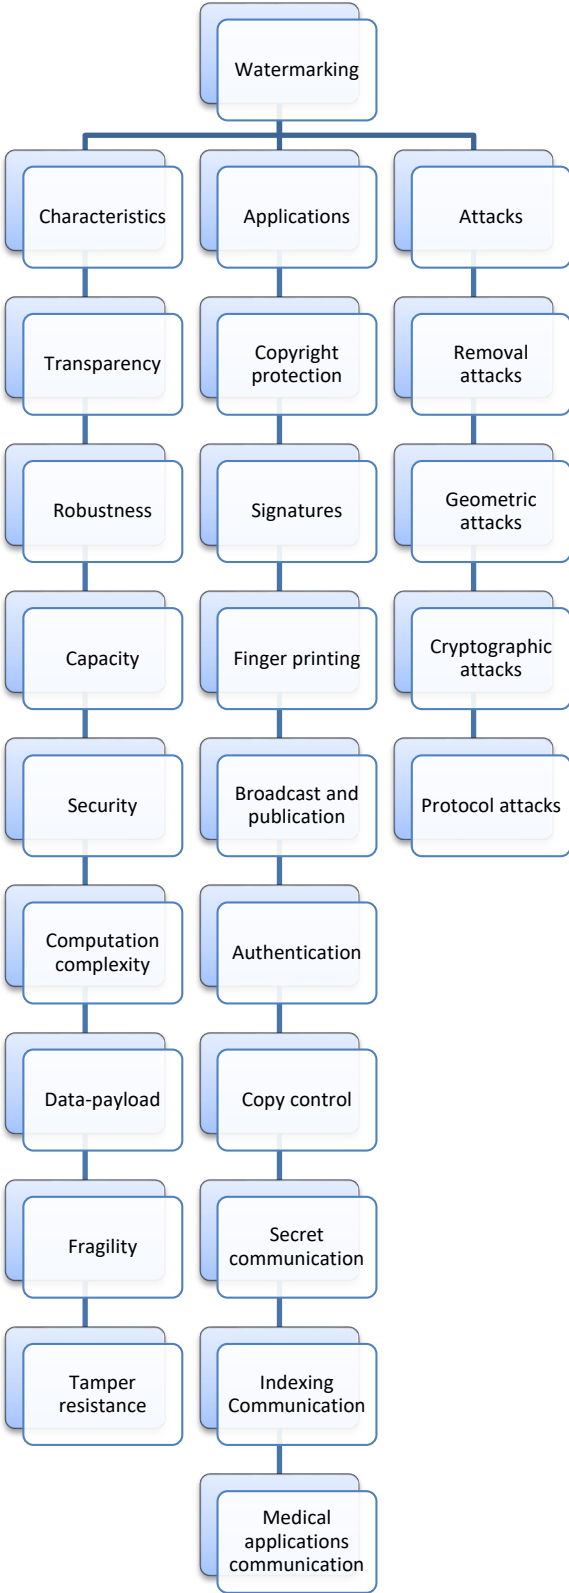 Watermarking
Characteristics
Applications
Attacks
Transparency
Copyright
protection
Removal
attacks
Robustness
Signatures
Geometric
attacks
Capacity
Finger printing
Cryptographic
attacks
Security
Broadcast and
publication
Protocol attacks
Computation
complexity
Authentication
Data-payload
Copy control
Fragility
Secret
communication
Tamper
resistance
Indexing
Communication
Medical
applications
communication